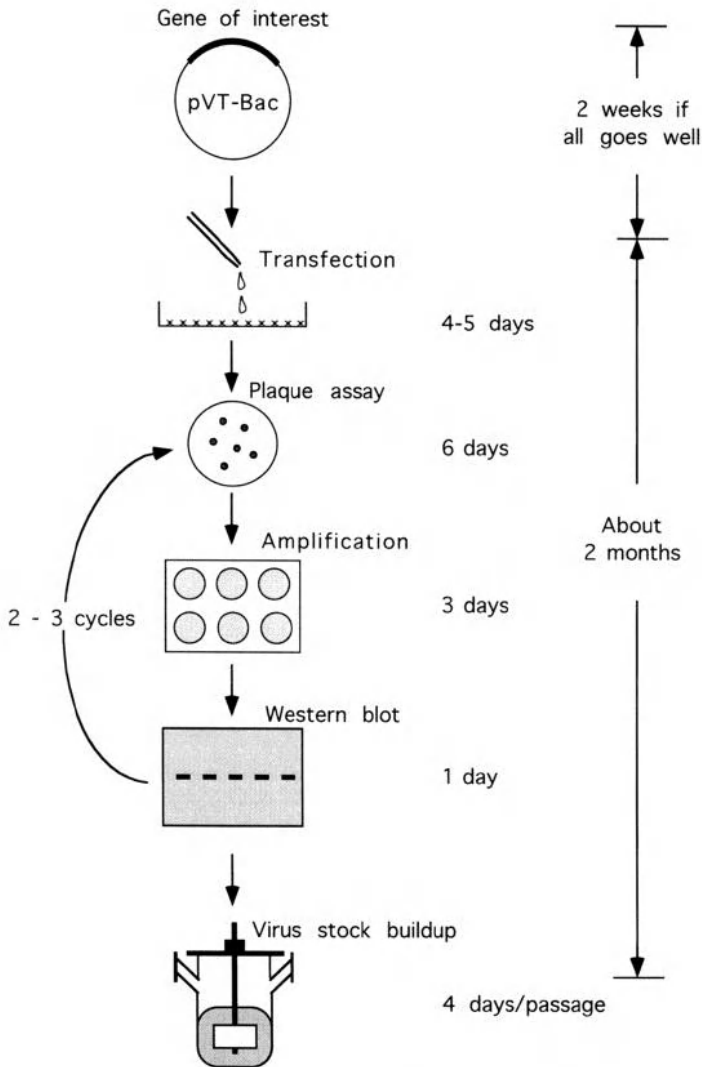 Gene of interest
pVT-Bac
2 weeks if
all goes well
Transfection
4-5 days
Plaque assay
6 days
About
2 months
Amplification
3 days
2 - 3 cycles
Western blot
1 day
Virus stock buildup
4 days/passage